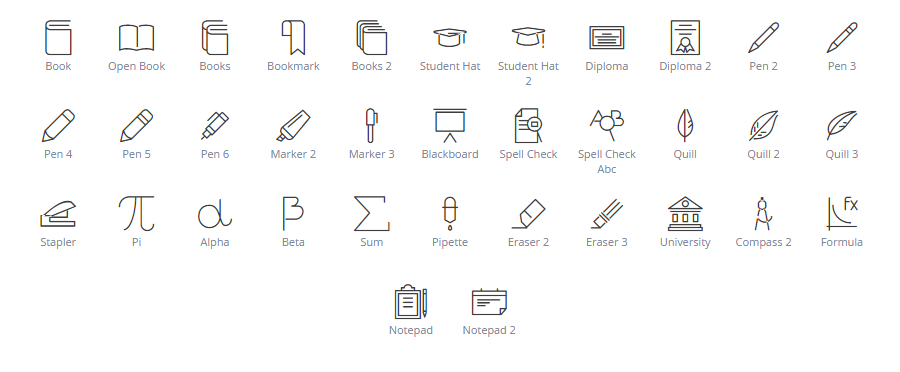 Book Open Book Books Bookmark Books 2 Student Hat Student Hat 2 Diploma Diploma 2 Pen 2 Pen 3
Pen 4 Pen 5 Pen 6 Marker 2 Marker 3 Blackboard Spell Check Spell Check Abc Quill Quill 2 Quill 3
Stapler Pi Alpha Beta Sum Pipette Eraser 2 Eraser 3 University Compass 2 Formula
Notepad Notepad 2